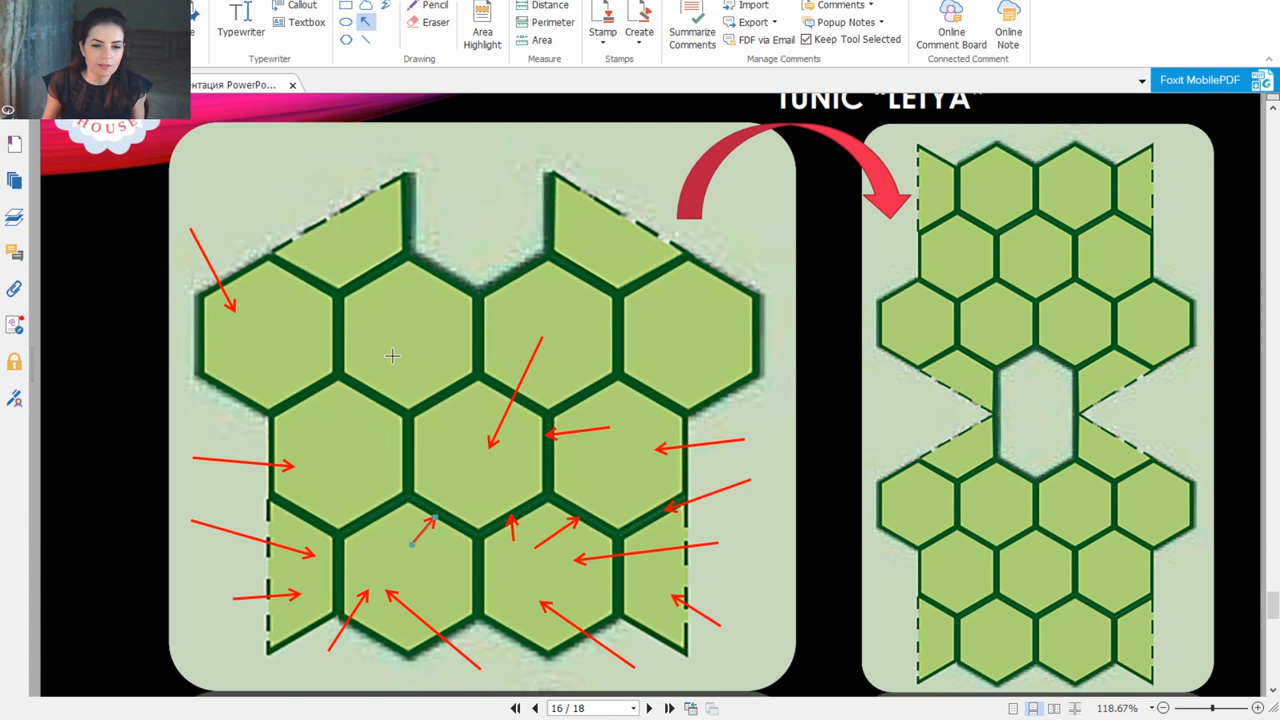 Callout
Textbox
Typewriter
Typewriter
Pencil
Eraser
Drawing
Area
Highlight
Distance
Perimeter
Area
Measure
Stamp
Create
Stamps
Summarize
Comments
Import
Export
FDF via Email
Comments
Popup Notes
Keep Tool Selected
Manage Comments
Online
Comment Board
Online
Note
Connected Comment
нтация PowerPo...
Foxit MobilePDF
HOUSE
TUNIC "LEIYA"
16 / 18
118.67%